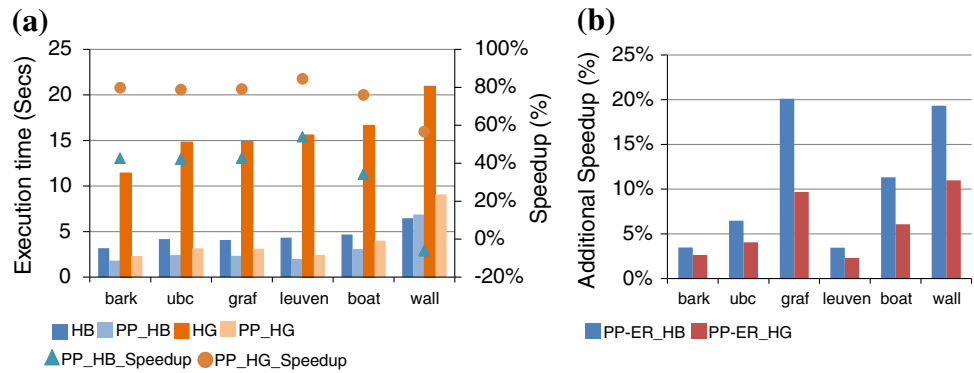 (a)
Execution time (Secs)
25
20
15
10
5
0
100%
80%
60%
40%
20%
0%
-20%
Speedup (%)
bark ubc graf leuven boat wall
HB PP_HB HG PP_HG
PP_HB_Speedup PP_HG_Speedup
(b)
Additional Speedup (%)
25%
20%
15%
10%
5%
0%
bark ubc graf leuven boat wall
PP-ER_HB PP-ER_HG